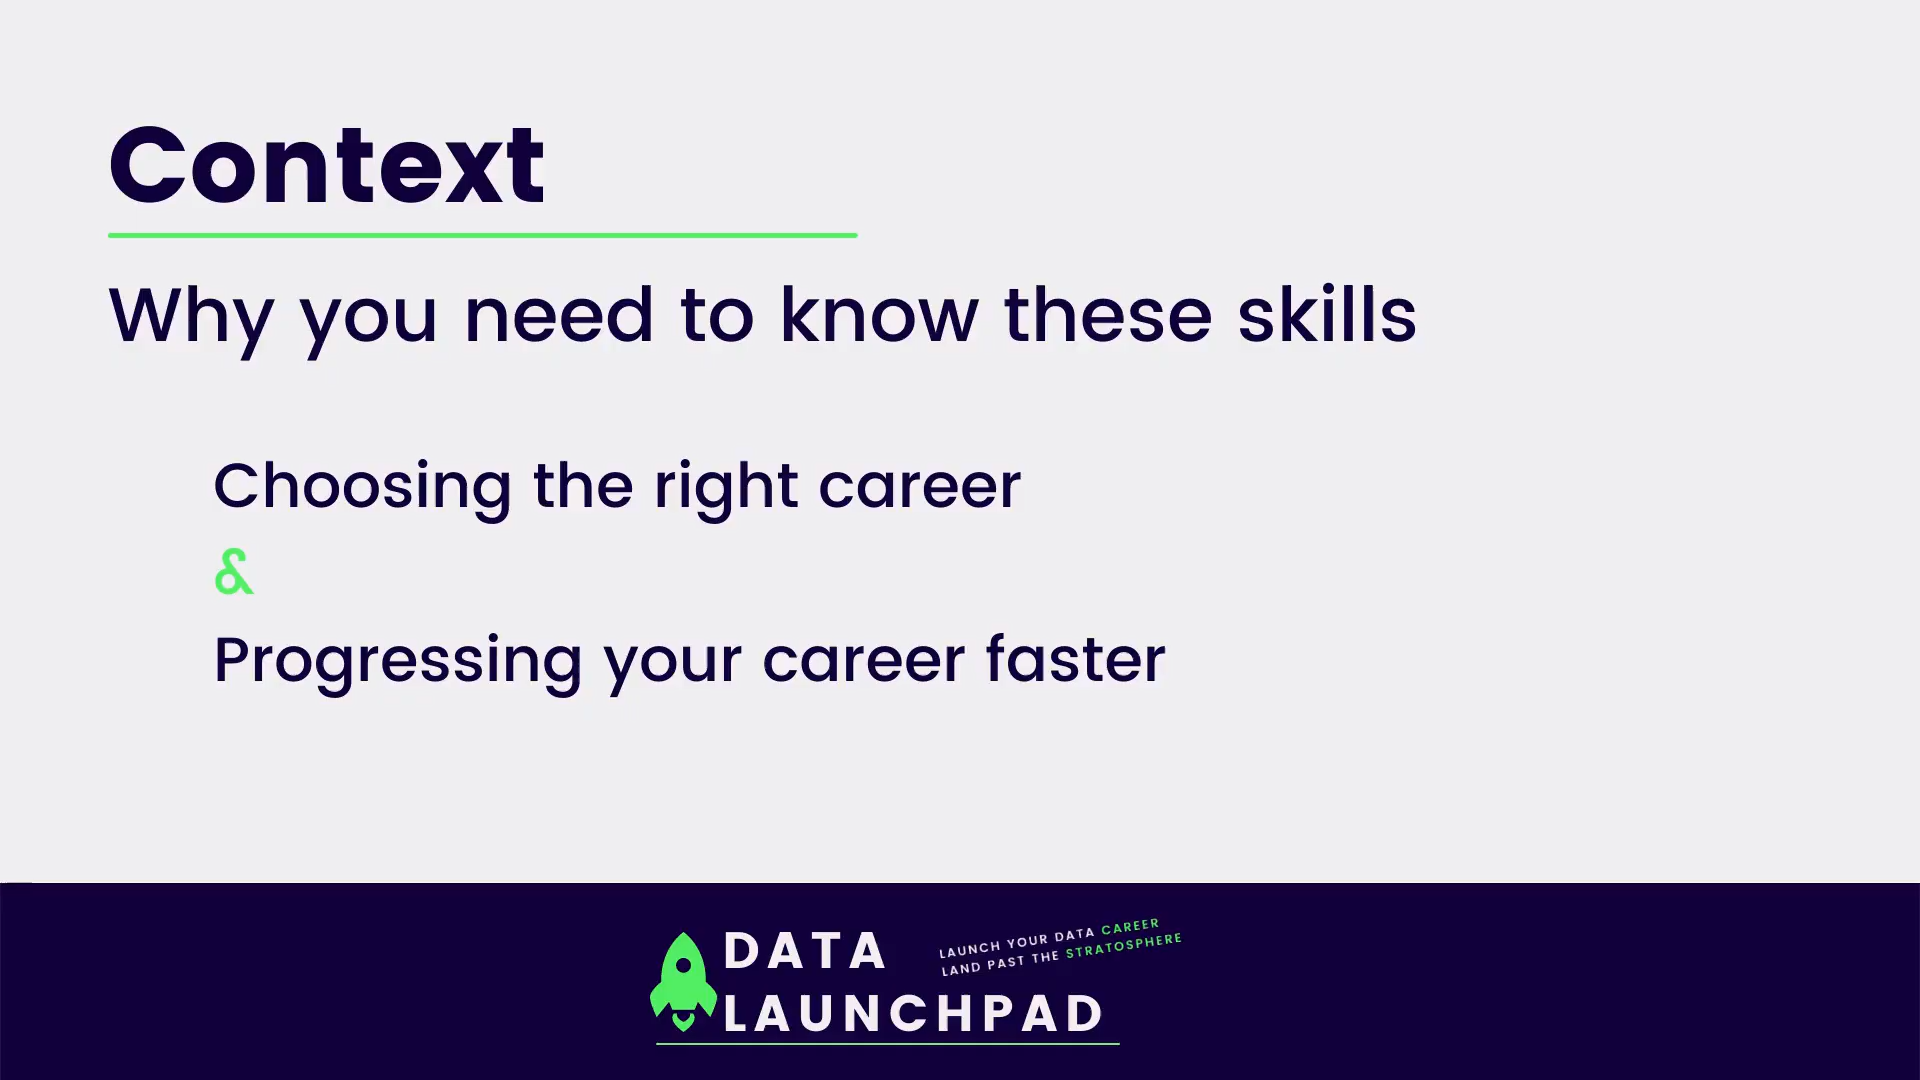 Context
Why you need to know these skills
Choosing the right career
&
Progressing your career faster
DATA
LAUNCHPAD
LAUNCH YOUR DATA CAREER
LAND PAST THE STRATOSPHERE